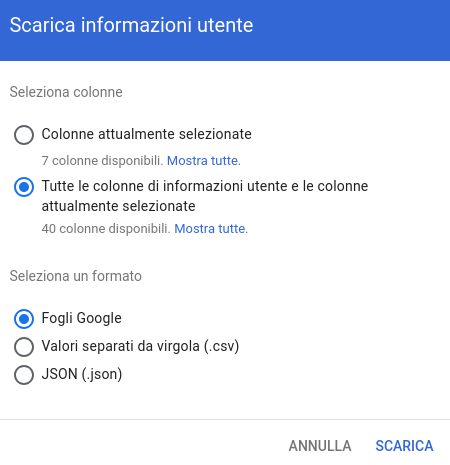 Scarica informazioni utente
Seleziona colonne
Colonne attualmente selezionate
7 colonne disponibili. Mostra tutte.
Tutte le colonne di informazioni utente e le colonne
attualmente selezionate
40 colonne disponibili. Mostra tutte.
Seleziona un formato
Fogli Google
Valori separati da virgola (.csv)
JSON (.json)
ANNULLA SCARICA